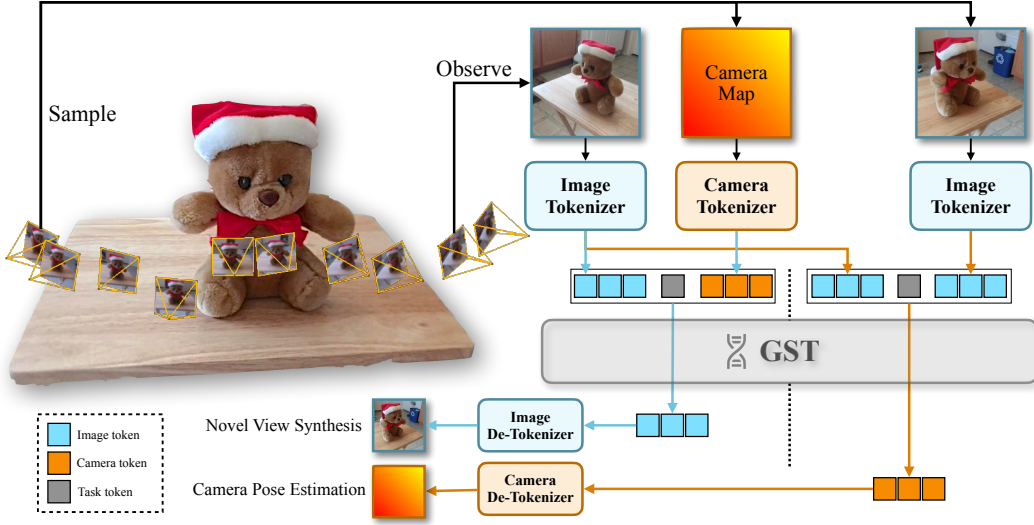 Sample
Observe
Camera
Map
Image
Tokenizer
Camera
Tokenizer
Image
Tokenizer
GST
Novel View Synthesis
Image
De-Tokenizer
Camera Pose Estimation
Camera
De-Tokenizer
Image token
Camera token
Task token